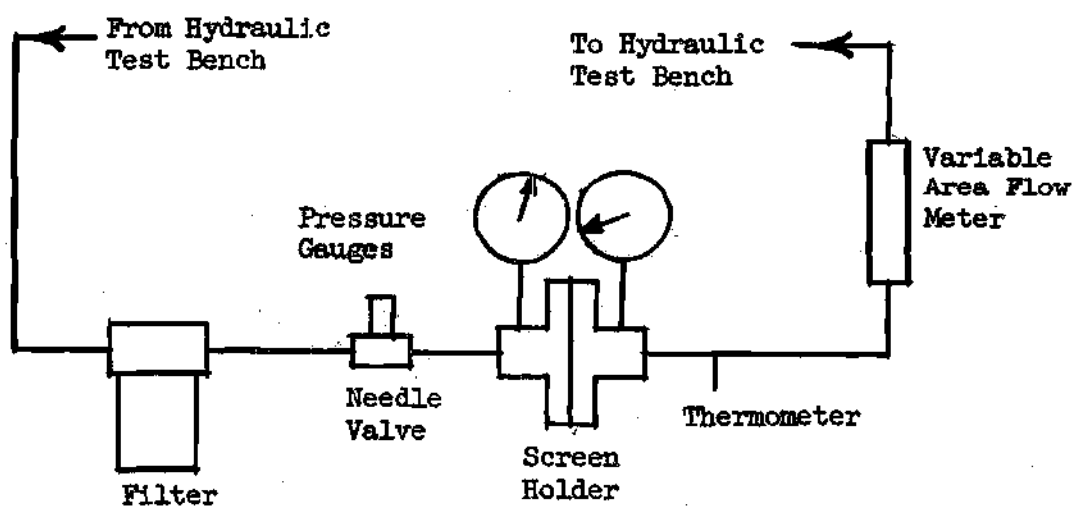 From Hydraulic
Test Bench
To Hydraulic
Test Bench
Variable
Area Flow
Meter
Pressure
Gauges
Needle
Valve
Thermometer
Screen
Holder
Filter